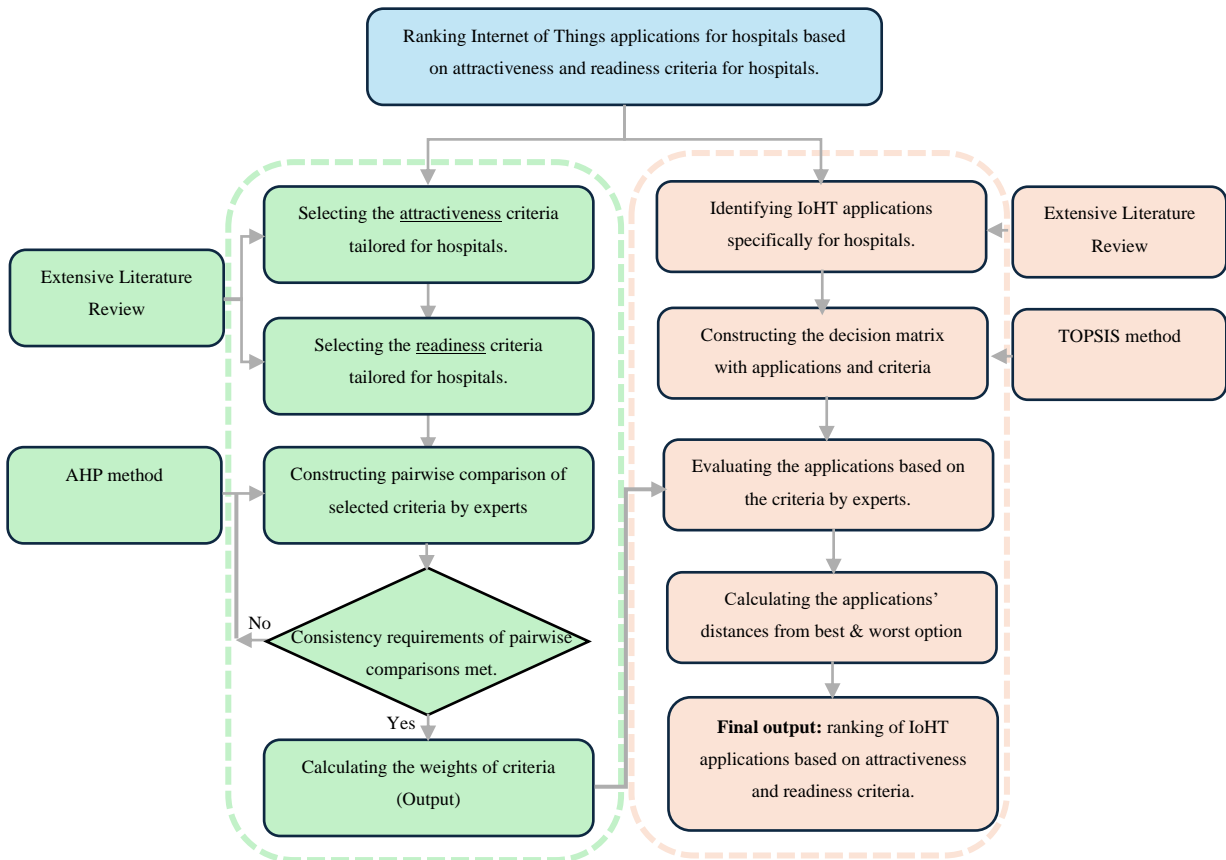 Ranking Internet of Things applications for hospitals based
on attractiveness and readiness criteria for hospitals.
Selecting the attractiveness criteria
tailored for hospitals.
Extensive Literature
Review
Selecting the readiness criteria
tailored for hospitals.
AHP method
Constructing pairwise comparison of
selected criteria by experts
No
Consistency requirements of pairwise
comparisons met.
Yes
Calculating the weights of criteria
(Output)
Identifying IoHT applications
specifically for hospitals.
Extensive Literature
Review
Constructing the decision matrix
with applications and criteria
TOPSIS method
Evaluating the applications based on
the criteria by experts.
Calculating the applications’
distances from best & worst option
Final output: ranking of IoHT
applications based on attractiveness
and readiness criteria.